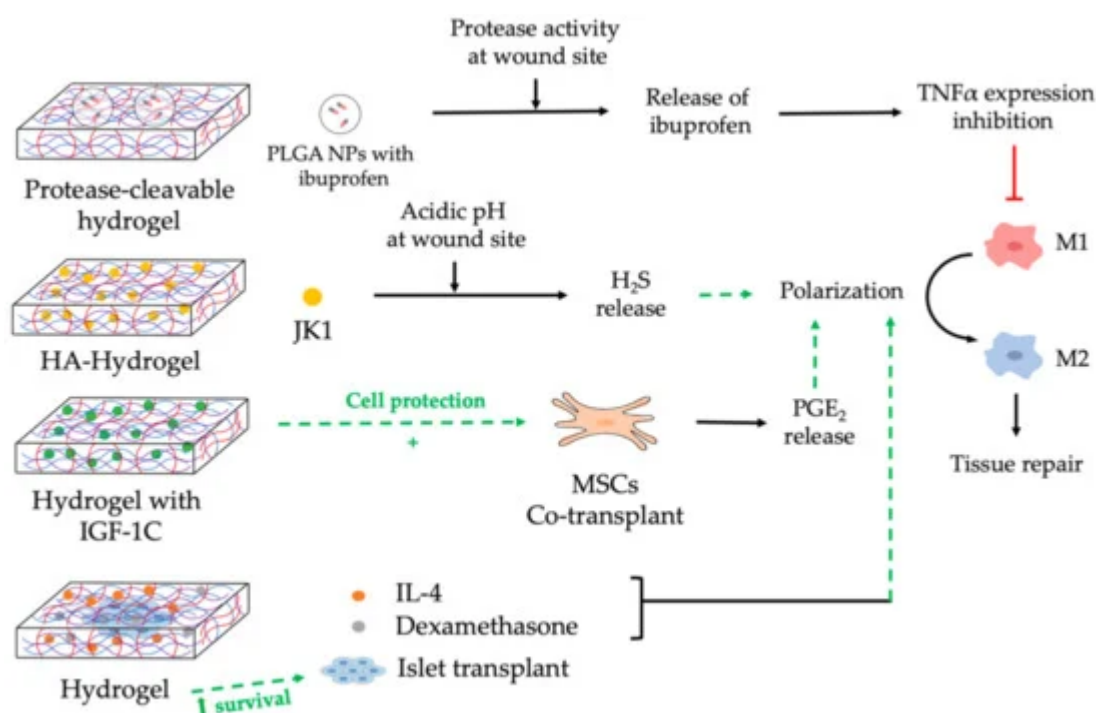 Protease activity
at wound site
Release of
ibuprofen
TNFα expression
inhibition
PLGA NPs with
ibuprofen
Protease-cleavable
hydrogel
Acidic pH
at wound site
M1
H₂S
release
Polarization
JK1
HA-Hydrogel
M2
Cell protection
+
PGE₂
release
Tissue repair
MSCs
Co-transplant
Hydrogel with
IGF-1C
IL-4
Dexamethasone
Islet transplant
Hydrogel
survival